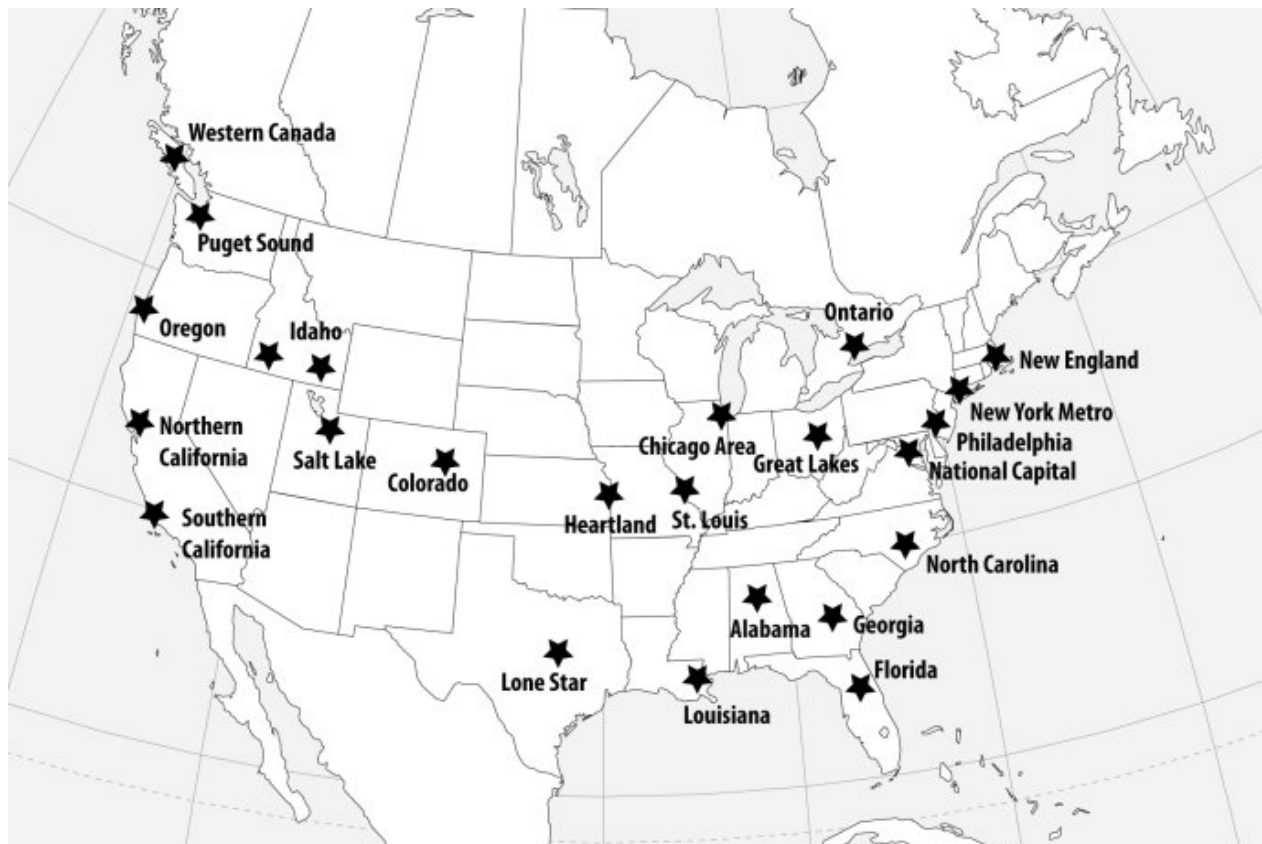 Western Canada
Puget Sound
Oregon
Idaho
Ontario
New England
New York Metro
Philadelphia
National Capital
Northern
California
Salt Lake
Colorado
Chicago Area
Great Lakes
Heartland
St. Louis
Southern
California
North Carolina
Alabama
Georgia
Lone Star
Louisiana
Florida